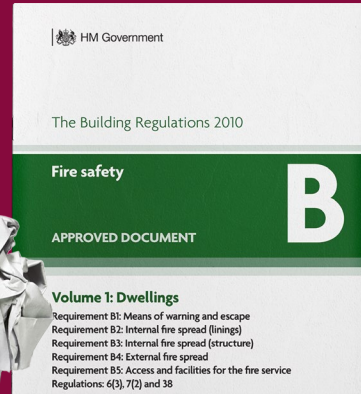 HM Government
The Building Regulations 2010
Fire safety
B
APPROVED DOCUMENT
Volume 1: Dwellings
Requirement B1: Means of warning and escape
Requirement B2: Internal fire spread (linings)
Requirement B3: Internal fire spread (structure)
Requirement B4: External fire spread
Requirement B5: Access and facilities for the fire service
Regulations: 6(3), 7(2) and 38